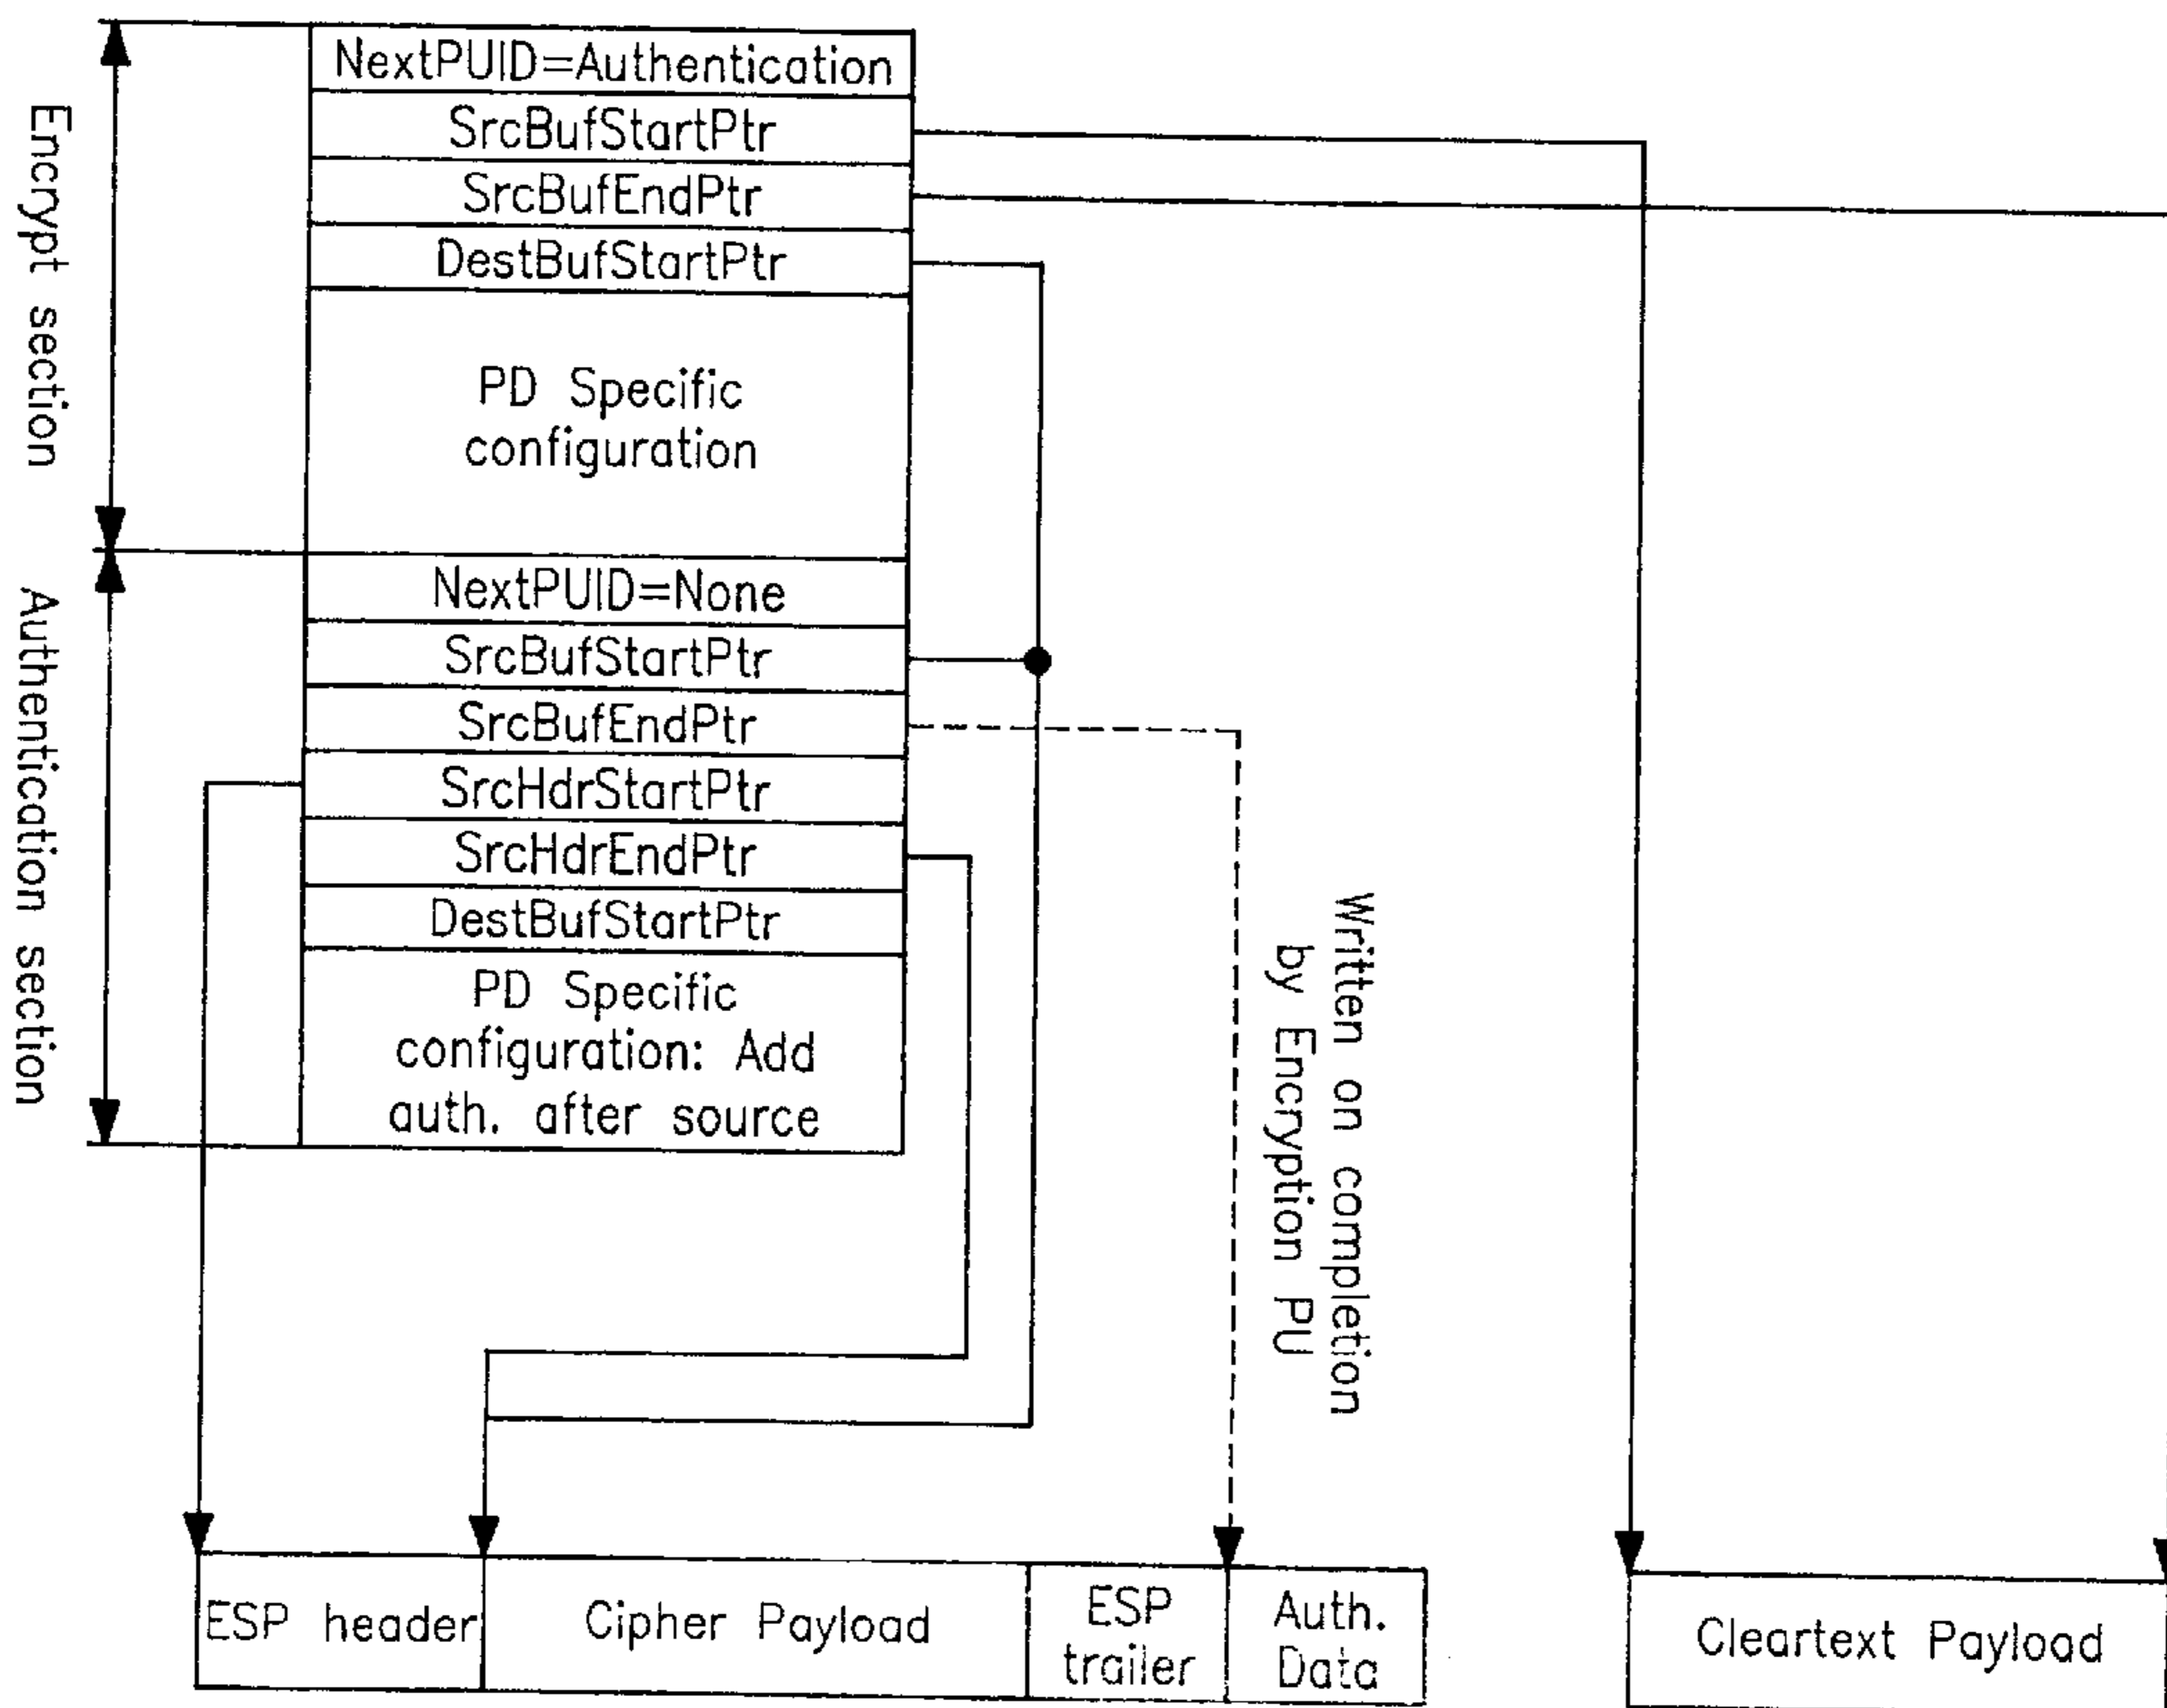 Encrypt section
NextPUID=Authentication
SrcBufStartPtr
SrcBufEndPtr
DestBufStartPtr
PD Specific
configuration
Authentication section
NextPUID=None
SrcBufStartPtr
SrcBufEndPtr
SrcHdrStartPtr
SrcHdrEndPtr
DestBufStartPtr
PD Specific
configuration: Add
auth. after source
Written on completion
by Encryption PU
ESP header
Cipher Payload
ESP
trailer
Auth.
Data
Cleartext Payload